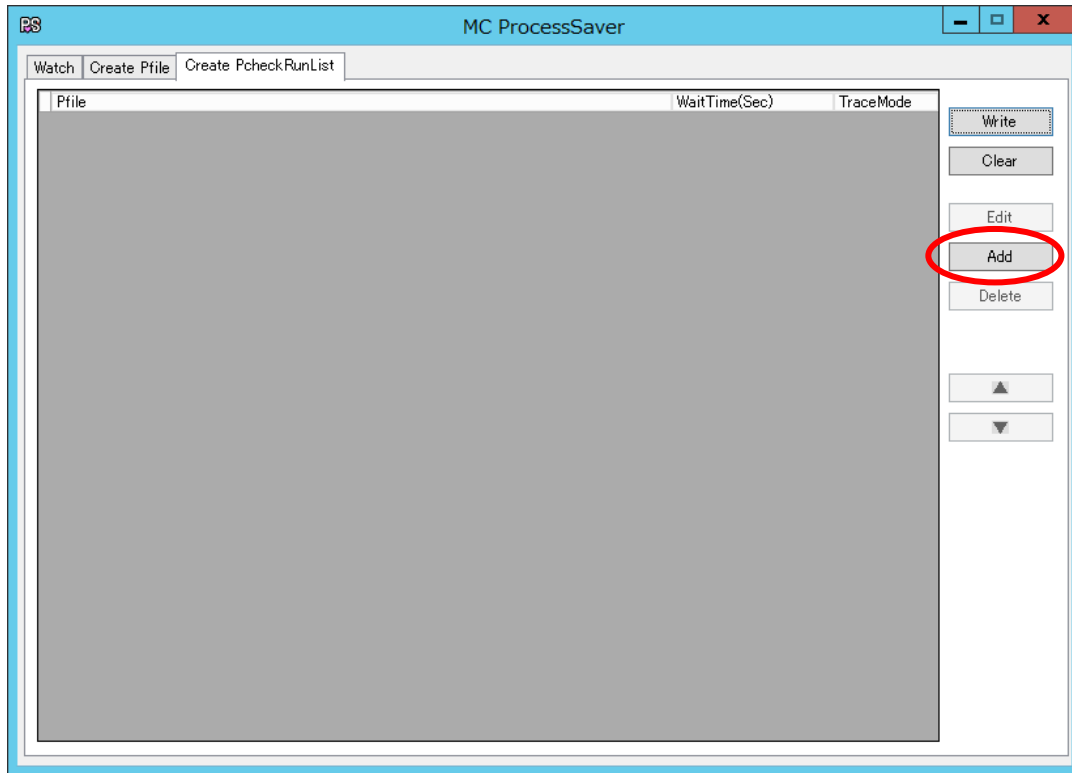 PS
MC ProcessSaver
x
Watch Create Pfile Create PcheckRunList
Pfile WaitTime(Sec) TraceMode
Write
Clear
Edit
Add
Delete
▲
▼